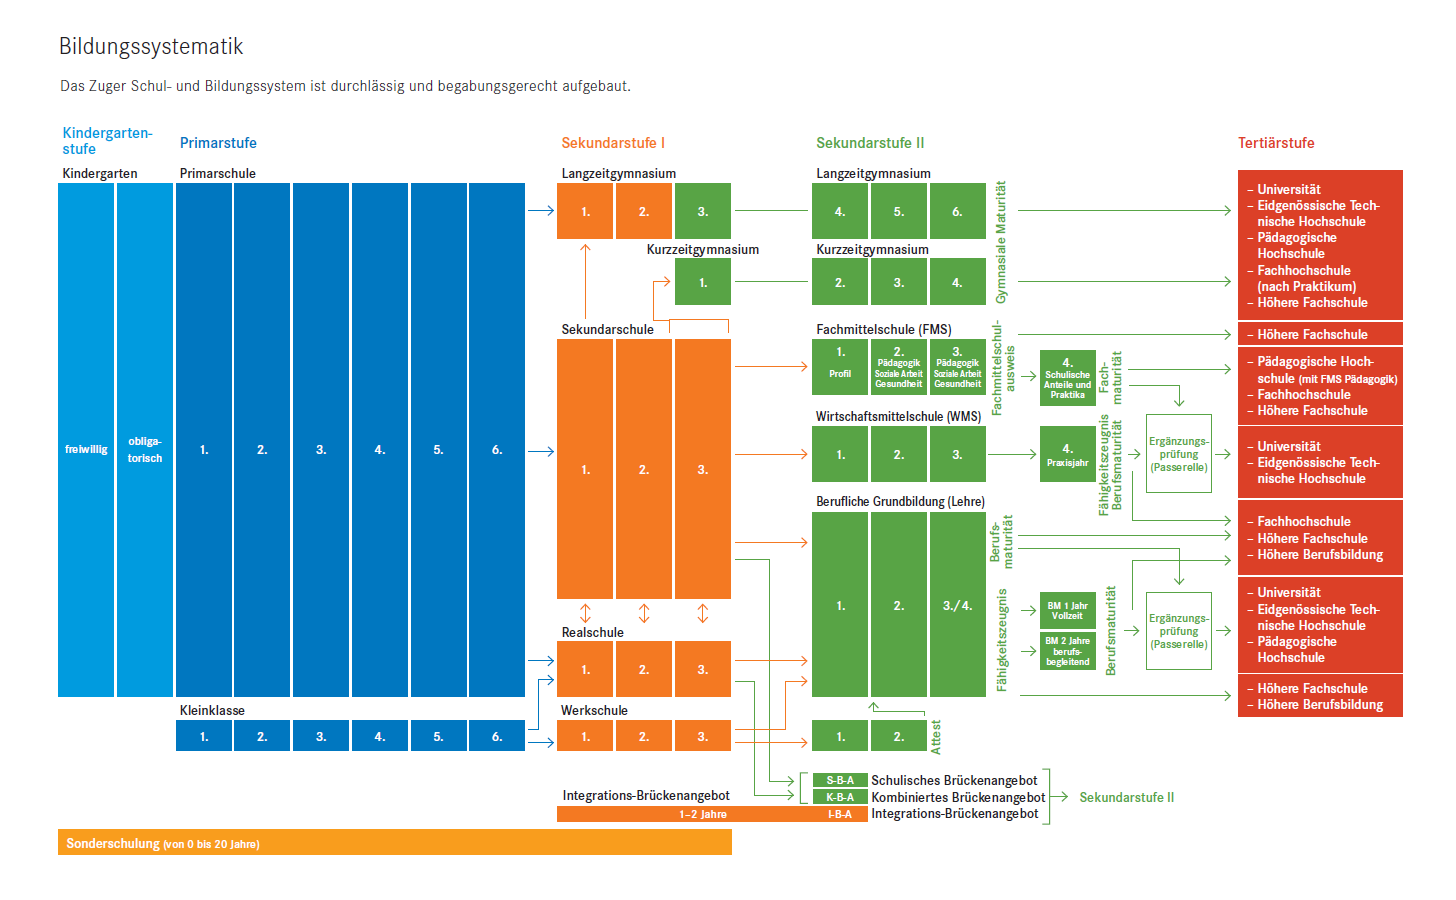 Bildungssystematik
Das Zuger Schul- und Bildungssystem ist durchlässig und begabungsgerecht aufgebaut.
Kindergarten-
stufe
Primarstufe
Sekundarstufe I
Sekundarstufe II
Tertiärstufe
Kindergarten
freiwillig
obliga-
torisch
Primarschule
1. 2. 3. 4. 5. 6.
Kleinklasse
1. 2. 3. 4. 5. 6.
Langzeitgymnasium
1. 2. 3.
Kurzzeitgymnasium
1.
Sekundarschule
1. 2. 3.
Realschule
1. 2. 3.
Werkschule
1. 2. 3.
Integrations-Brückenangebot
1–2 Jahre
I-B-A
Sonderschulung (von 0 bis 20 Jahre)
Langzeitgymnasium
4. 5. 6.
Kurzzeitgymnasium
2. 3. 4.
Gymnasiale Maturität
Fachmittelschule (FMS)
1.
Profil
2.
Pädagogik
Soziale Arbeit
Gesundheit
3.
Pädagogik
Soziale Arbeit
Gesundheit
Fachmittelschul-
ausweis
4.
Schulische
Anteile und
Praktika
Fach-
maturität
Wirtschaftsmittelschule (WMS)
1. 2. 3.
4.
Praxisjahr
Fähigkeitszeugnis
Berufsmaturität
Ergänzungs-
prüfung
(Passerelle)
Berufliche Grundbildung (Lehre)
1. 2. 3./4.
Berufs-
maturität
Fähigkeitszeugnis
BM 1 Jahr
Vollzeit
BM 2 Jahre
berufs-
begleitend
Berufsmaturität
Ergänzungs-
prüfung
(Passerelle)
1. 2.
Attest
S-B-A
Schulisches Brückenangebot
K-B-A
Kombiniertes Brückenangebot
Integrations-Brückenangebot
Sekundarstufe II
– Universität
– Eidgenössische Tech-
nische Hochschule
– Pädagogische
Hochschule
– Fachhochschule
(nach Praktikum)
– Höhere Fachschule
– Höhere Fachschule
– Pädagogische Hoch-
schule (mit FMS Pädagogik)
– Fachhochschule
– Höhere Fachschule
– Universität
– Eidgenössische Tech-
nische Hochschule
– Fachhochschule
– Höhere Fachschule
– Höhere Berufsbildung
– Universität
– Eidgenössische Tech-
nische Hochschule
– Pädagogische
Hochschule
– Höhere Fachschule
– Höhere Berufsbildung